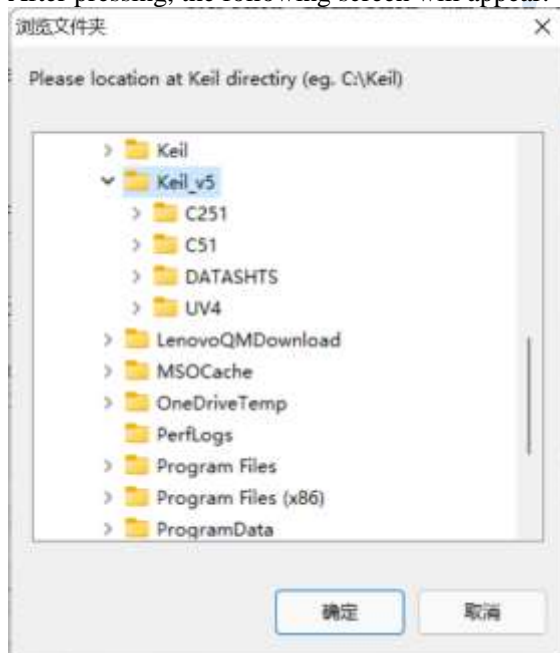 After pressing, the following screen will appear.
浏览文件夹
Please location at Keil directiry (eg. C:\Keil)
Keil
Keil_v5
C251
C51
DATASHTS
UV4
LenovoQMDownload
MSOCache
OneDriveTemp
PerfLogs
Program Files
Program Files (x86)
ProgramData
确定
取消